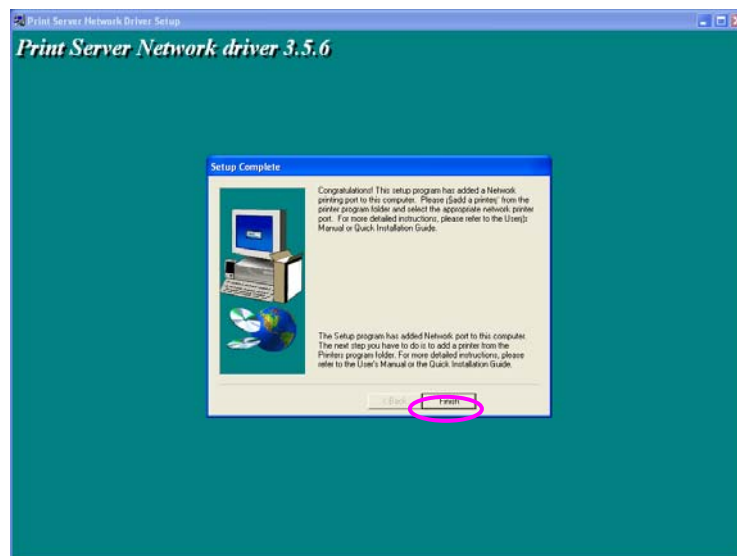 Print Server Network Driver Setup
Print Server Network driver 3.5.6
Setup Complete
Congratulations! This setup program has added a Network
printing port to this computer. Please ¡§add a printer¡¨ from the
printer program folder and select the appropriate network printer
port. For more detailed instructions, please refer to the User¡¦s
Manual or Quick Installation Guide.
The Setup program has added Network port to this computer.
The next step you have to do is to add a printer from the
Printers program folder. For more detailed instructions, please
refer to the User's Manual or the Quick Installation Guide.
< Back
Finish